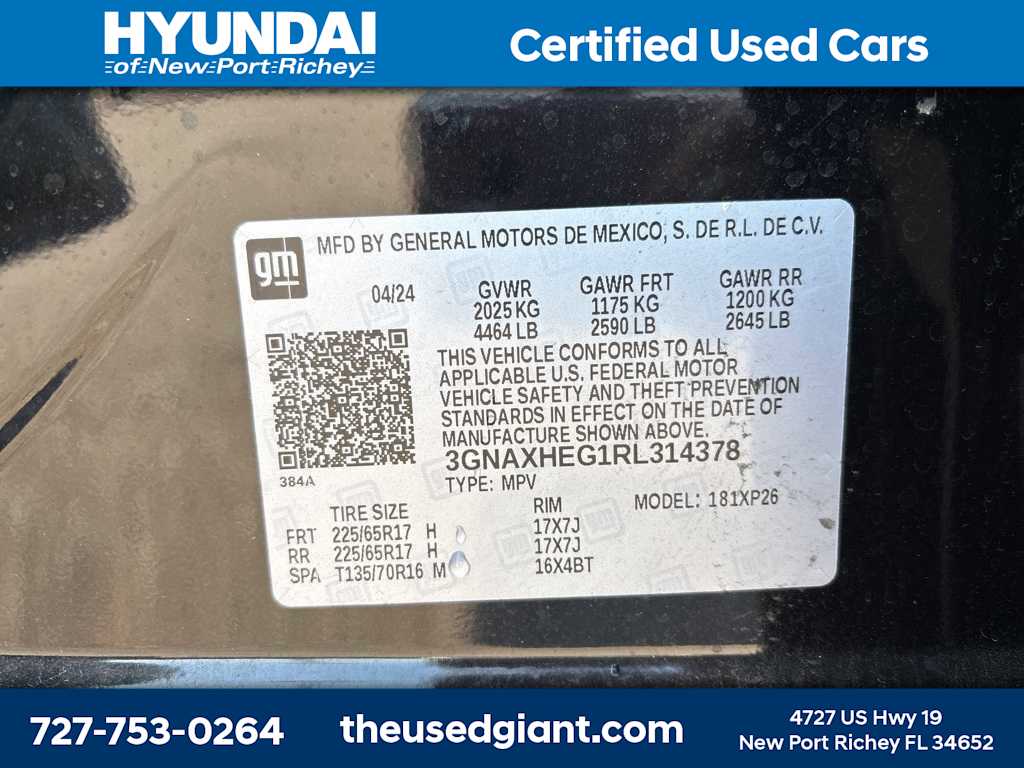 HYUNDAI
of New Port Richey
Certified Used Cars
gm
MFD BY GENERAL MOTORS DE MEXICO, S. DE R.L. DE C.V.
04/24 GVWR GAWR FRT GAWR RR
2025 KG 1175 KG 1200 KG
4464 LB 2590 LB 2645 LB
THIS VEHICLE CONFORMS TO ALL
APPLICABLE U.S. FEDERAL MOTOR
VEHICLE SAFETY AND THEFT PREVENTION
STANDARDS IN EFFECT ON THE DATE OF
MANUFACTURE SHOWN ABOVE.
3GNAXHEG1RL314378
384A
TYPE: MPV
MODEL: 181XP26
TIRE SIZE RIM
FRT 225/65R17 H 17X7J
RR 225/65R17 H 17X7J
SPA T135/70R16 M 16X4BT
727-753-0264
theusedgiant.com
4727 US Hwy 19
New Port Richey FL 34652